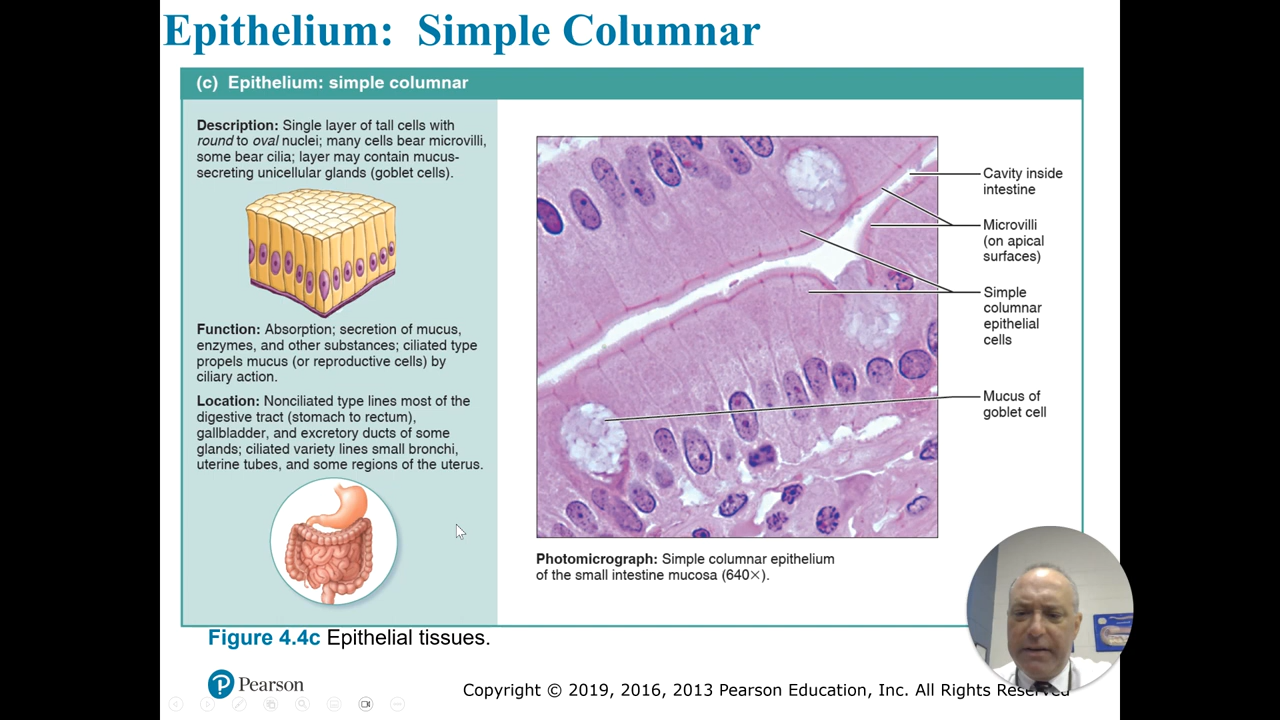 Epithelium: Simple Columnar
(c) Epithelium: simple columnar
Description: Single layer of tall cells with
round to oval nuclei; many cells bear microvilli,
some bear cilia; layer may contain mucus-
secreting unicellular glands (goblet cells).
Function: Absorption; secretion of mucus,
enzymes, and other substances; ciliated type
propels mucus (or reproductive cells) by
ciliary action.
Location: Nonciliated type lines most of the
digestive tract (stomach to rectum),
gallbladder, and excretory ducts of some
glands; ciliated variety lines small bronchi,
uterine tubes, and some regions of the uterus.
Cavity inside
intestine
Microvilli
(on apical
surfaces)
Simple
columnar
epithelial
cells
Mucus of
goblet cell
Photomicrograph: Simple columnar epithelium
of the small intestine mucosa (640×).
Figure 4.4c Epithelial tissues.
P Pearson
Copyright © 2019, 2016, 2013 Pearson Education, Inc. All Rights Reserved